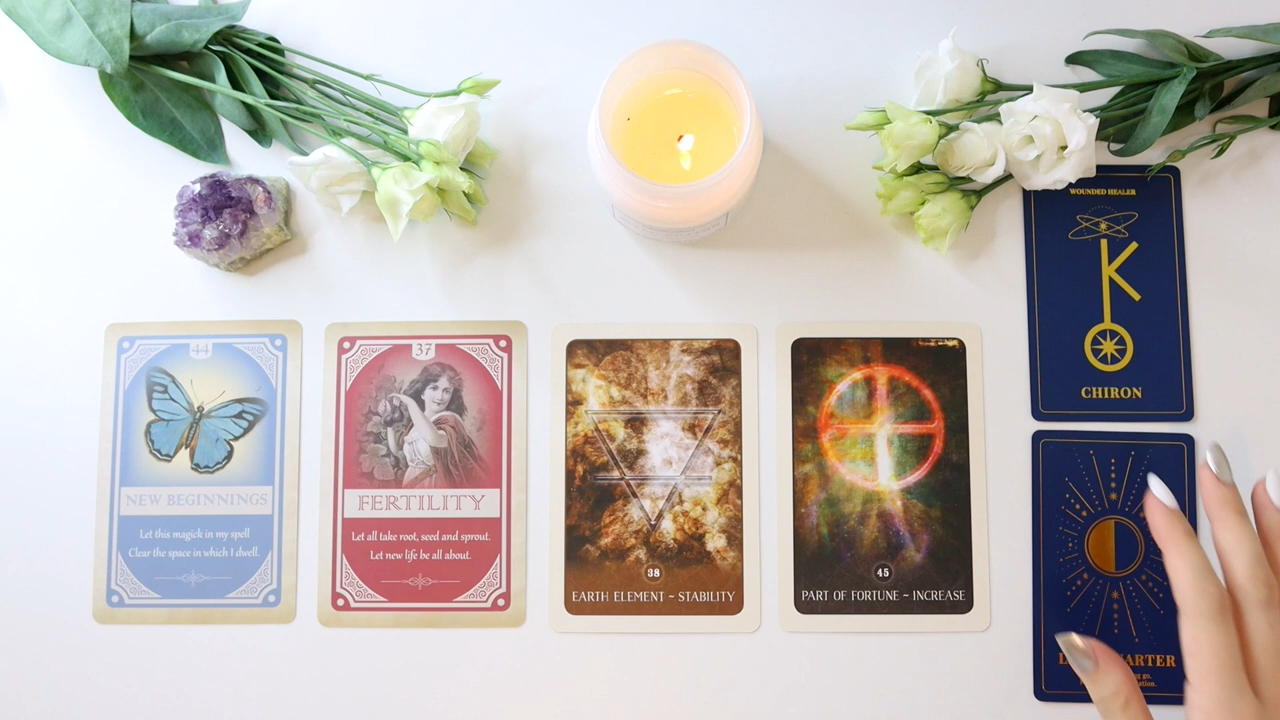 44
NEW BEGINNINGS
Let this magick in my spell
Clear the space in which I dwell.
37
FERTILITY
Let all take root, seed and sprout.
Let new life be all about.
38
EARTH ELEMENT ~ STABILITY
45
PART OF FORTUNE ~ INCREASE
WOUNDED HEALER
CHIRON